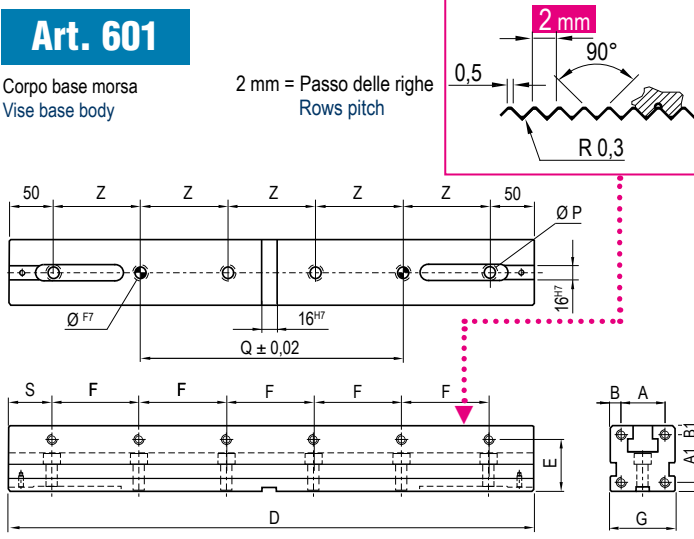 Art. 601
Corpo base morsa
Vise base body
2 mm = Passo delle righe
Rows pitch
2 mm
90°
0,5
R 0,3
50 Z Z Z Z Z 50
Ø P
Ø F7
16H7
16H7
Q ± 0,02
S F F F F F
B A
B1
A1
E
D
G